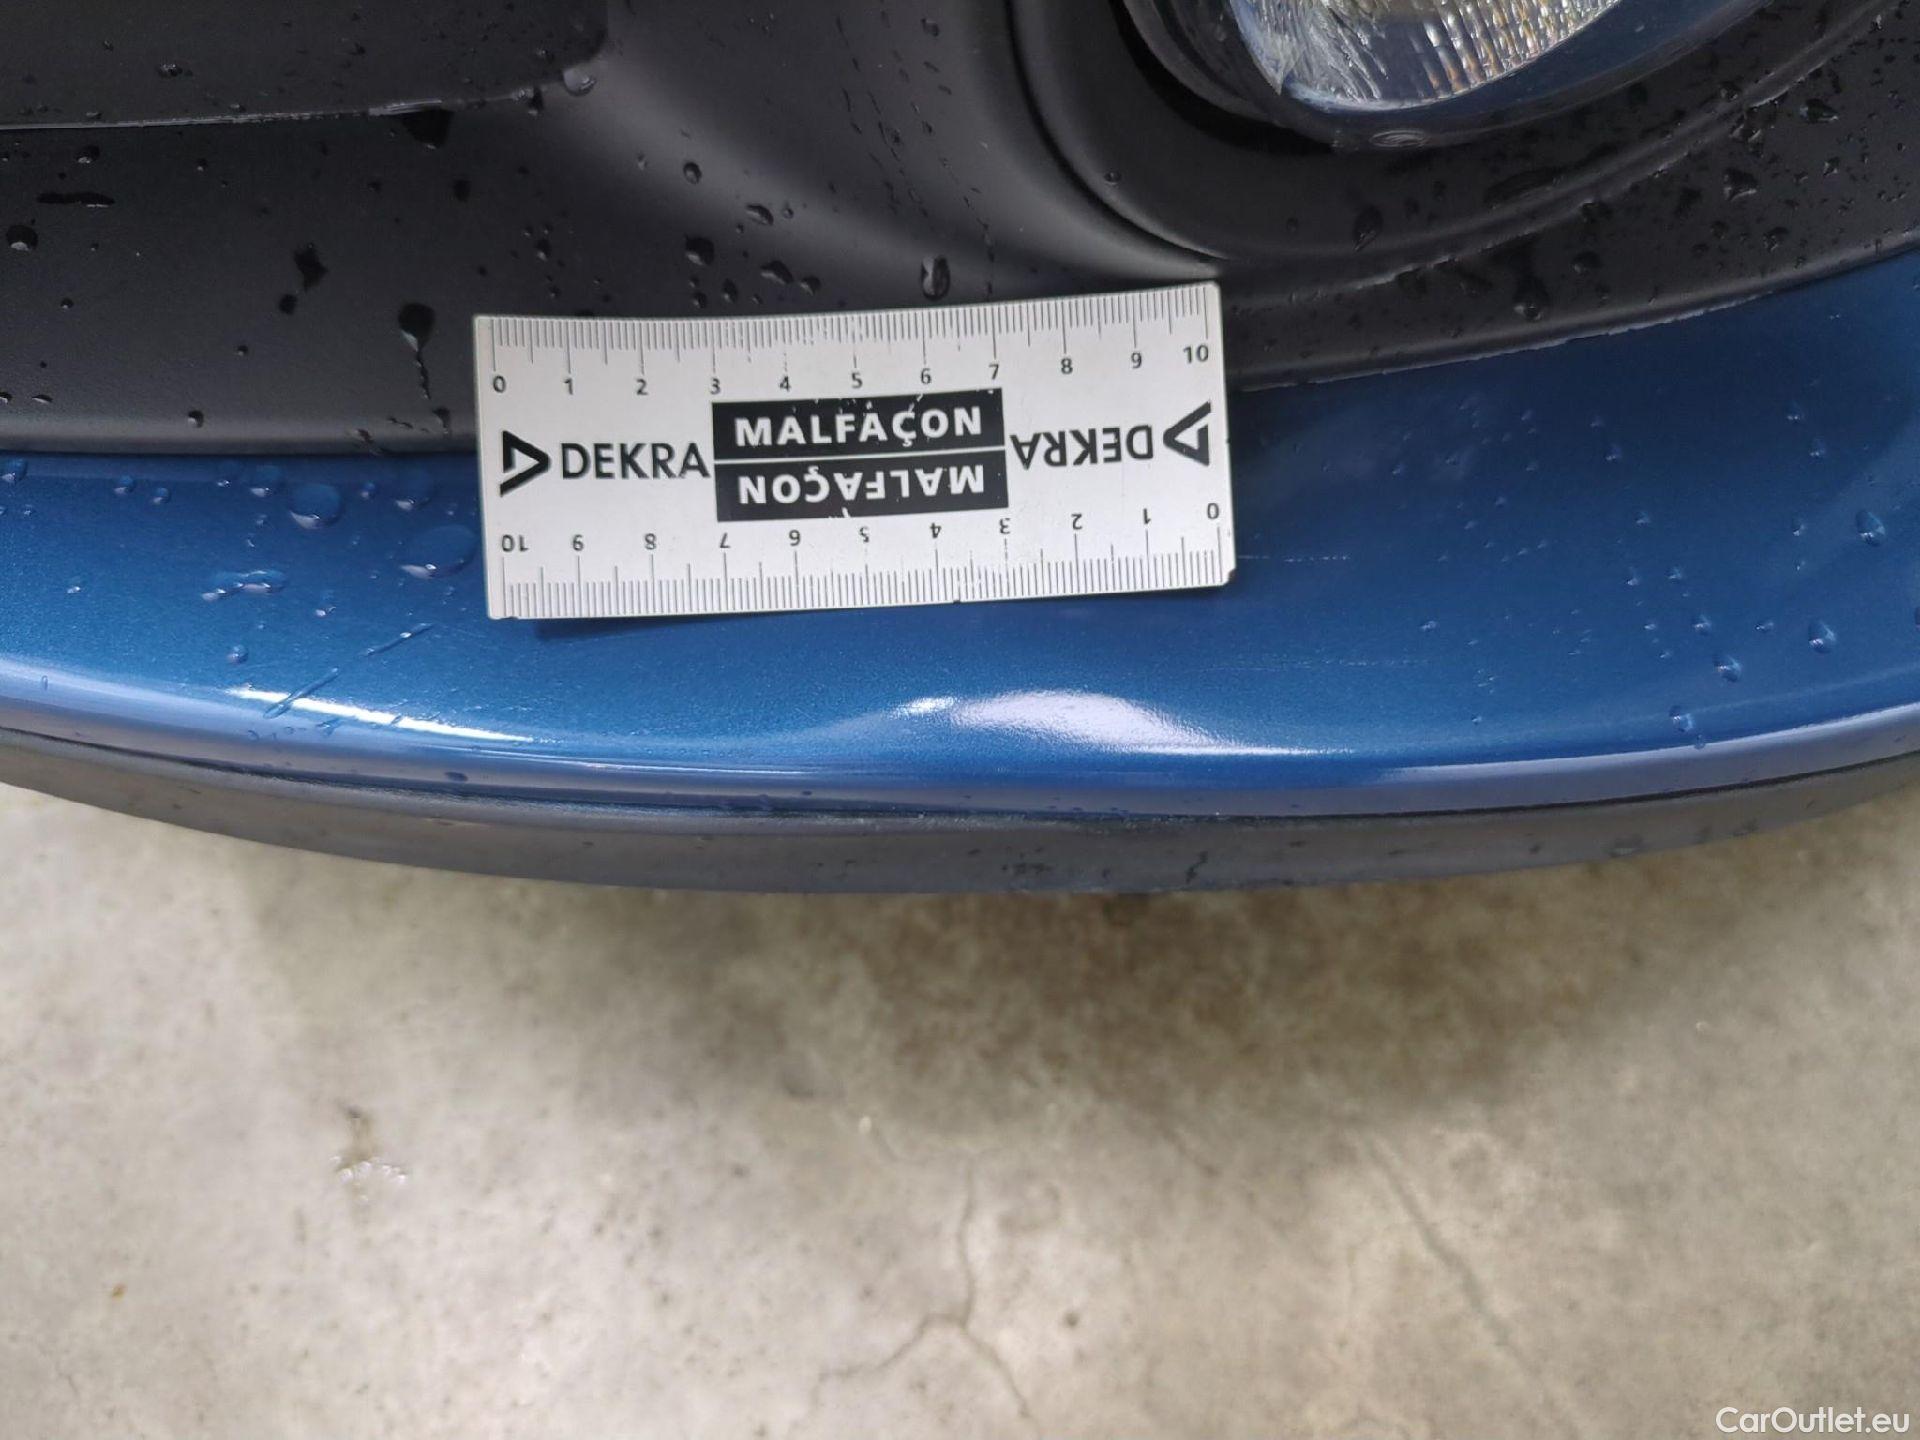 0 1 2 3 4 5 6 7 8 9 10
DEKRA MALFAÇON DEKRA
MALFAÇON
10 9 8 7 6 5 4 3 2 1 0
CarOutlet.eu